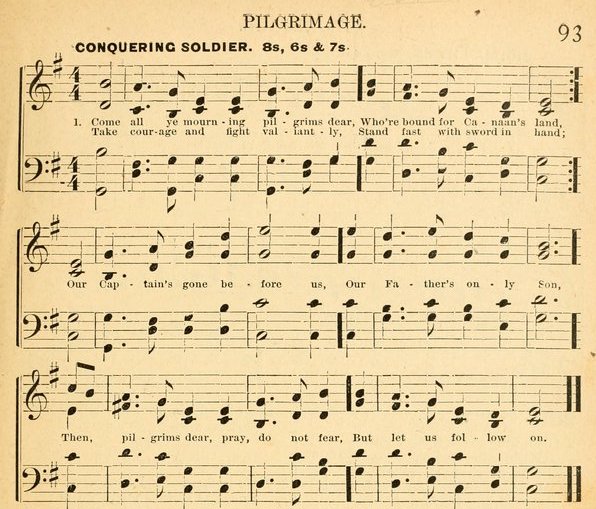 PILGRIMAGE. 93
CONQUERING SOLDIER. 8s, 6s & 7s.
1. Come all ye mourn - ing pil - grims dear, Who're bound for Ca - naan's land,
Take cour-age and fight val - iant - ly, Stand fast with sword in hand;
Our Cap - tain's gone be - fore us, Our Fa - ther's on - ly Son,
Then, pil - grims dear, pray, do not fear, But let us fol - low on.